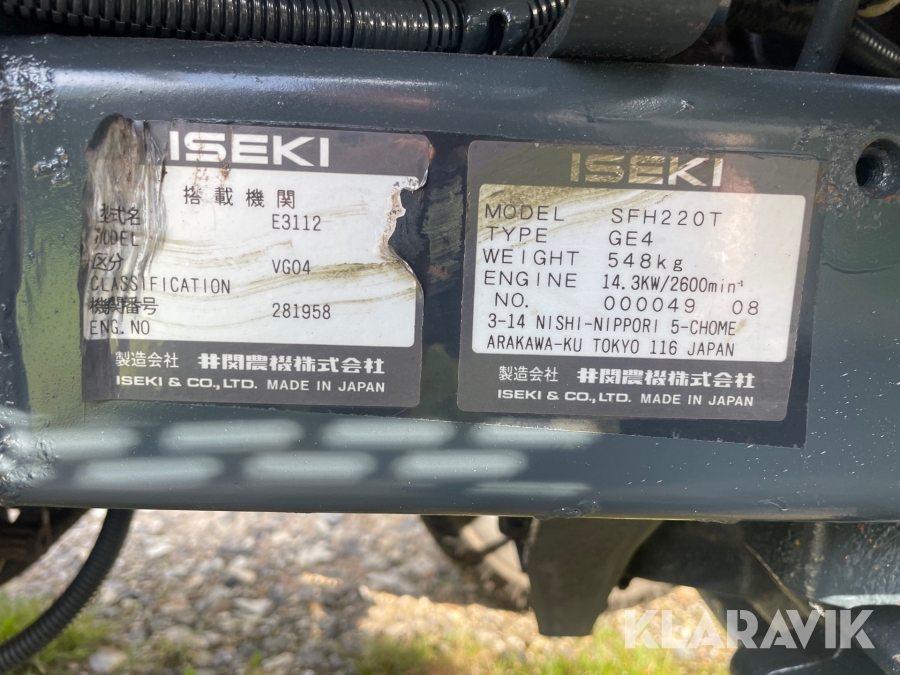 ISEKI
搭載機関
型式名 E3112
MODEL
区分 VG04
CLASSIFICATION
機関番号 281958
ENG. NO
製造会社 井関農機株式会社
ISEKI & CO., LTD. MADE IN JAPAN
ISEKI
MODEL SFH220T
TYPE GE4
WEIGHT 548kg
ENGINE 14.3KW/2600min⁻¹
NO. 000049 08
3-14 NISHI-NIPPORI 5-CHOME
ARAKAWA-KU TOKYO 116 JAPAN
製造会社 井関農機株式会社
ISEKI & CO., LTD. MADE IN JAPAN
KLARAVIK